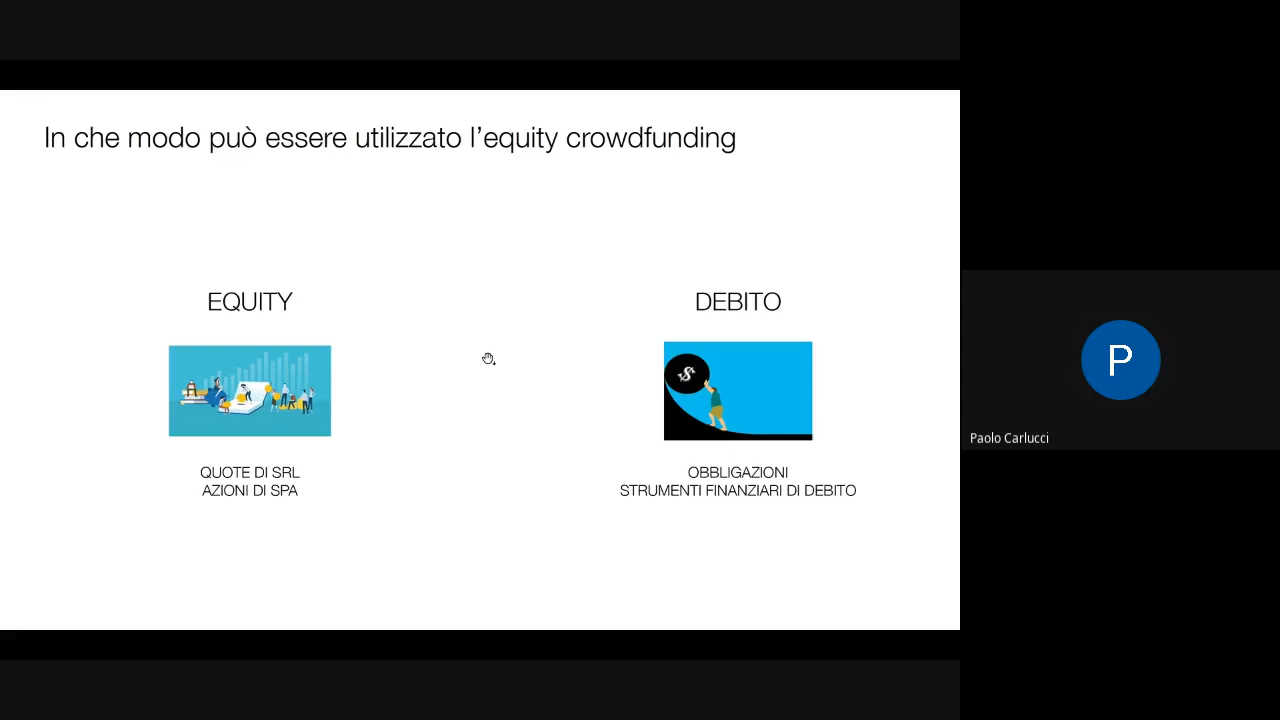 In che modo può essere utilizzato l’equity crowdfunding
EQUITY
DEBITO
$
QUOTE DI SRL
AZIONI DI SPA
OBBLIGAZIONI
STRUMENTI FINANZIARI DI DEBITO
P
Paolo Carlucci